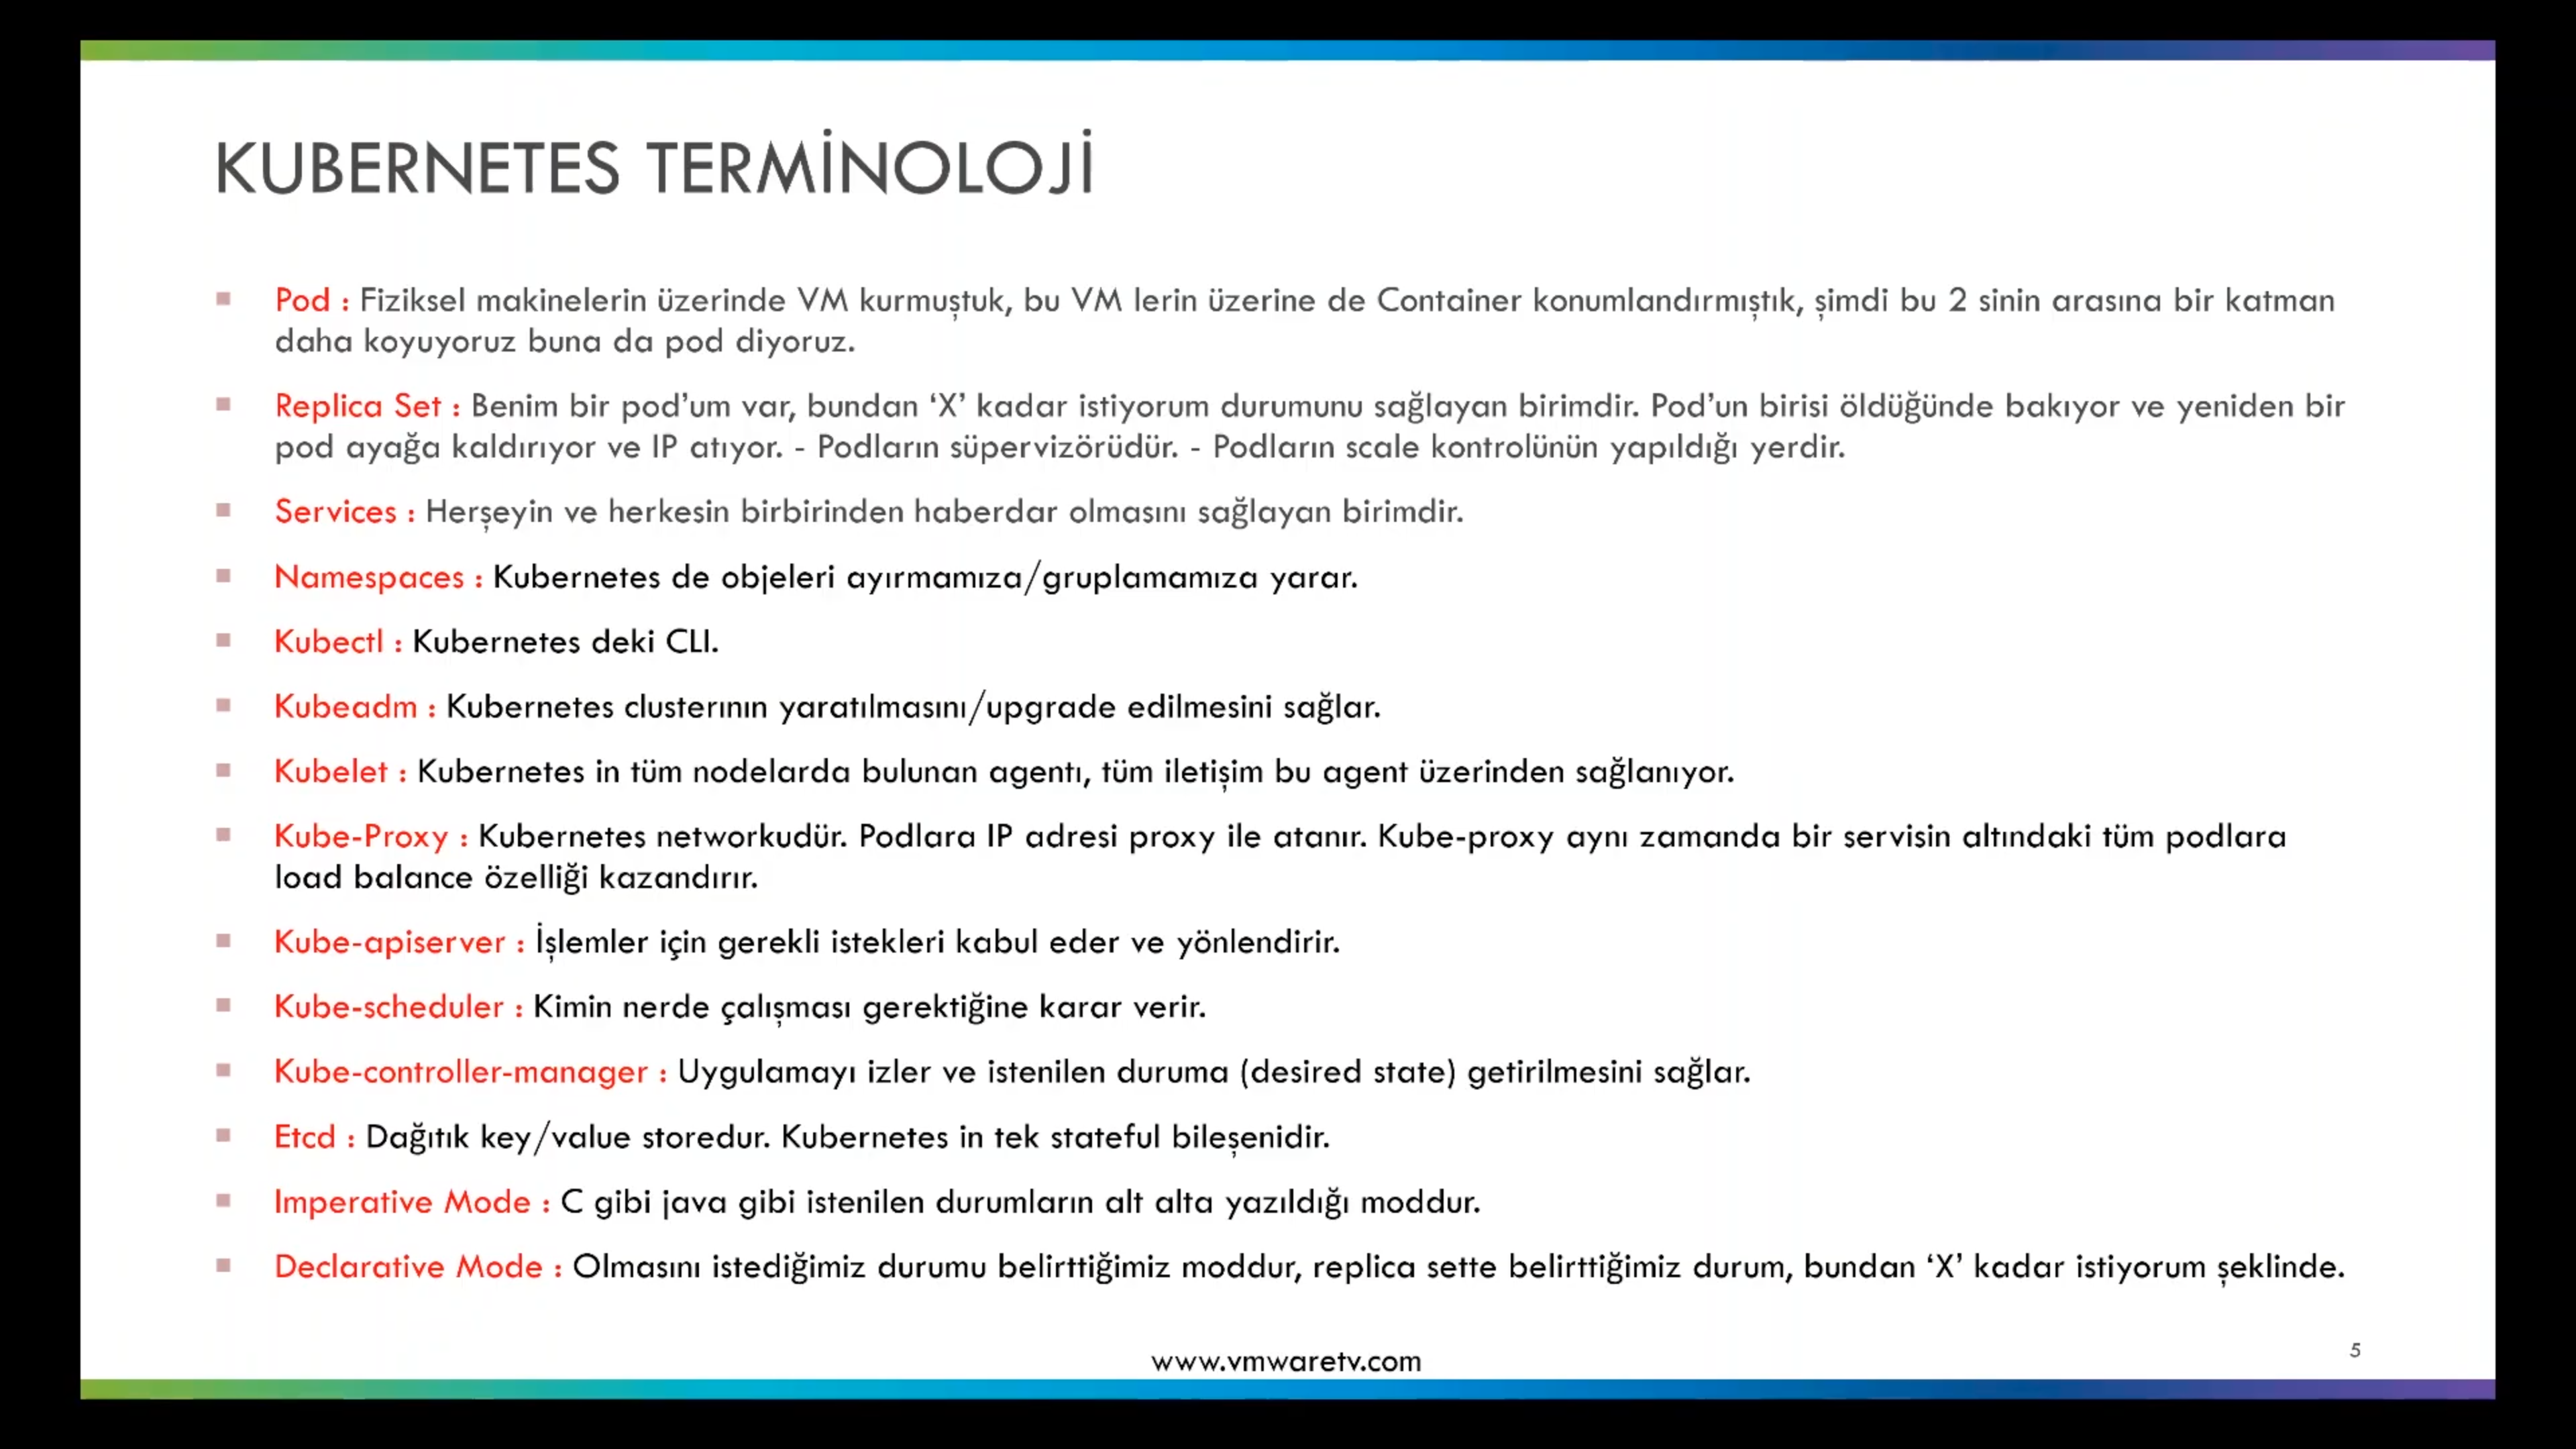 KUBERNETES TERMİNOLOJİ
Pod : Fiziksel makinelerin üzerinde VM kurmuştuk, bu VM lerin üzerine de Container konumlandırmıştık, şimdi bu 2 sinin arasına bir katman
daha koyuyoruz buna da pod diyoruz.
Replica Set : Benim bir pod’um var, bundan ‘X’ kadar istiyorum durumunu sağlayan birimdir. Pod’un birisi öldüğünde bakıyor ve yeniden bir
pod ayağa kaldırıyor ve IP atıyor. - Podların süpervizörüdür. - Podların scale kontrolünün yapıldığı yerdir.
Services : Herşeyin ve herkesin birbirinden haberdar olmasını sağlayan birimdir.
Namespaces : Kubernetes de objeleri ayırmamıza/gruplamamıza yarar.
Kubectl : Kubernetes deki CLI.
Kubeadm : Kubernetes clusterının yaratılmasını/upgrade edilmesini sağlar.
Kubelet : Kubernetes in tüm nodelarda bulunan agentı, tüm iletişim bu agent üzerinden sağlanıyor.
Kube-Proxy : Kubernetes networkudür. Podlara IP adresi proxy ile atanır. Kube-proxy aynı zamanda bir servisin altındaki tüm podlara
load balance özelliği kazandırır.
Kube-apiserver : İşlemler için gerekli istekleri kabul eder ve yönlendirir.
Kube-scheduler : Kimin nerde çalışması gerektiğine karar verir.
Kube-controller-manager : Uygulamayı izler ve istenilen duruma (desired state) getirilmesini sağlar.
Etcd : Dağıtık key/value storedur. Kubernetes in tek stateful bileşenidir.
Imperative Mode : C gibi java gibi istenilen durumların alt alta yazıldığı moddur.
Declarative Mode : Olmasını istediğimiz durumu belirttiğimiz moddur, replica sette belirttiğimiz durum, bundan ‘X’ kadar istiyorum şeklinde.
5
www.vmwaretv.com